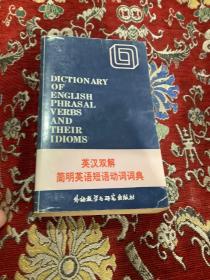 DICTIONARY
OF
ENGLISH
PHRASAL
VERBS
AND
THEIR
IDIOMS
英汉双解
简明英语短语动词词典
外语教学与研究出版社